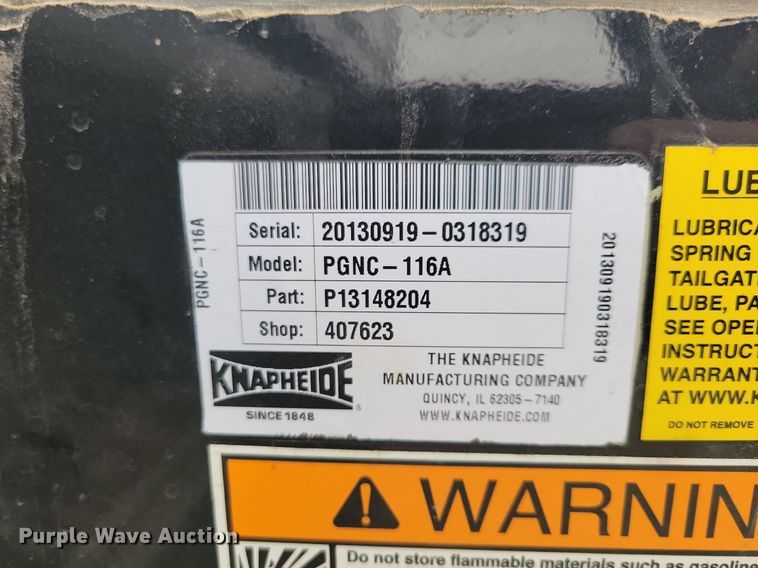 PGNC-116A
Serial: 20130919-0318319
Model: PGNC-116A
Part: P13148204
Shop: 407623
201309190318319
KNAPHEIDE
SINCE 1848
THE KNAPHEIDE
MANUFACTURING COMPANY
QUINCY, IL 62305-7140
WWW.KNAPHEIDE.COM
LUB
LUBRICA
SPRING
TAILGAT
LUBE, PA
SEE OPE
INSTRUCT
WARRANT
AT WWW.K
DO NOT REMOVE
WARNIN
Do not store flammable materials such as gasoline
Purple Wave Auction